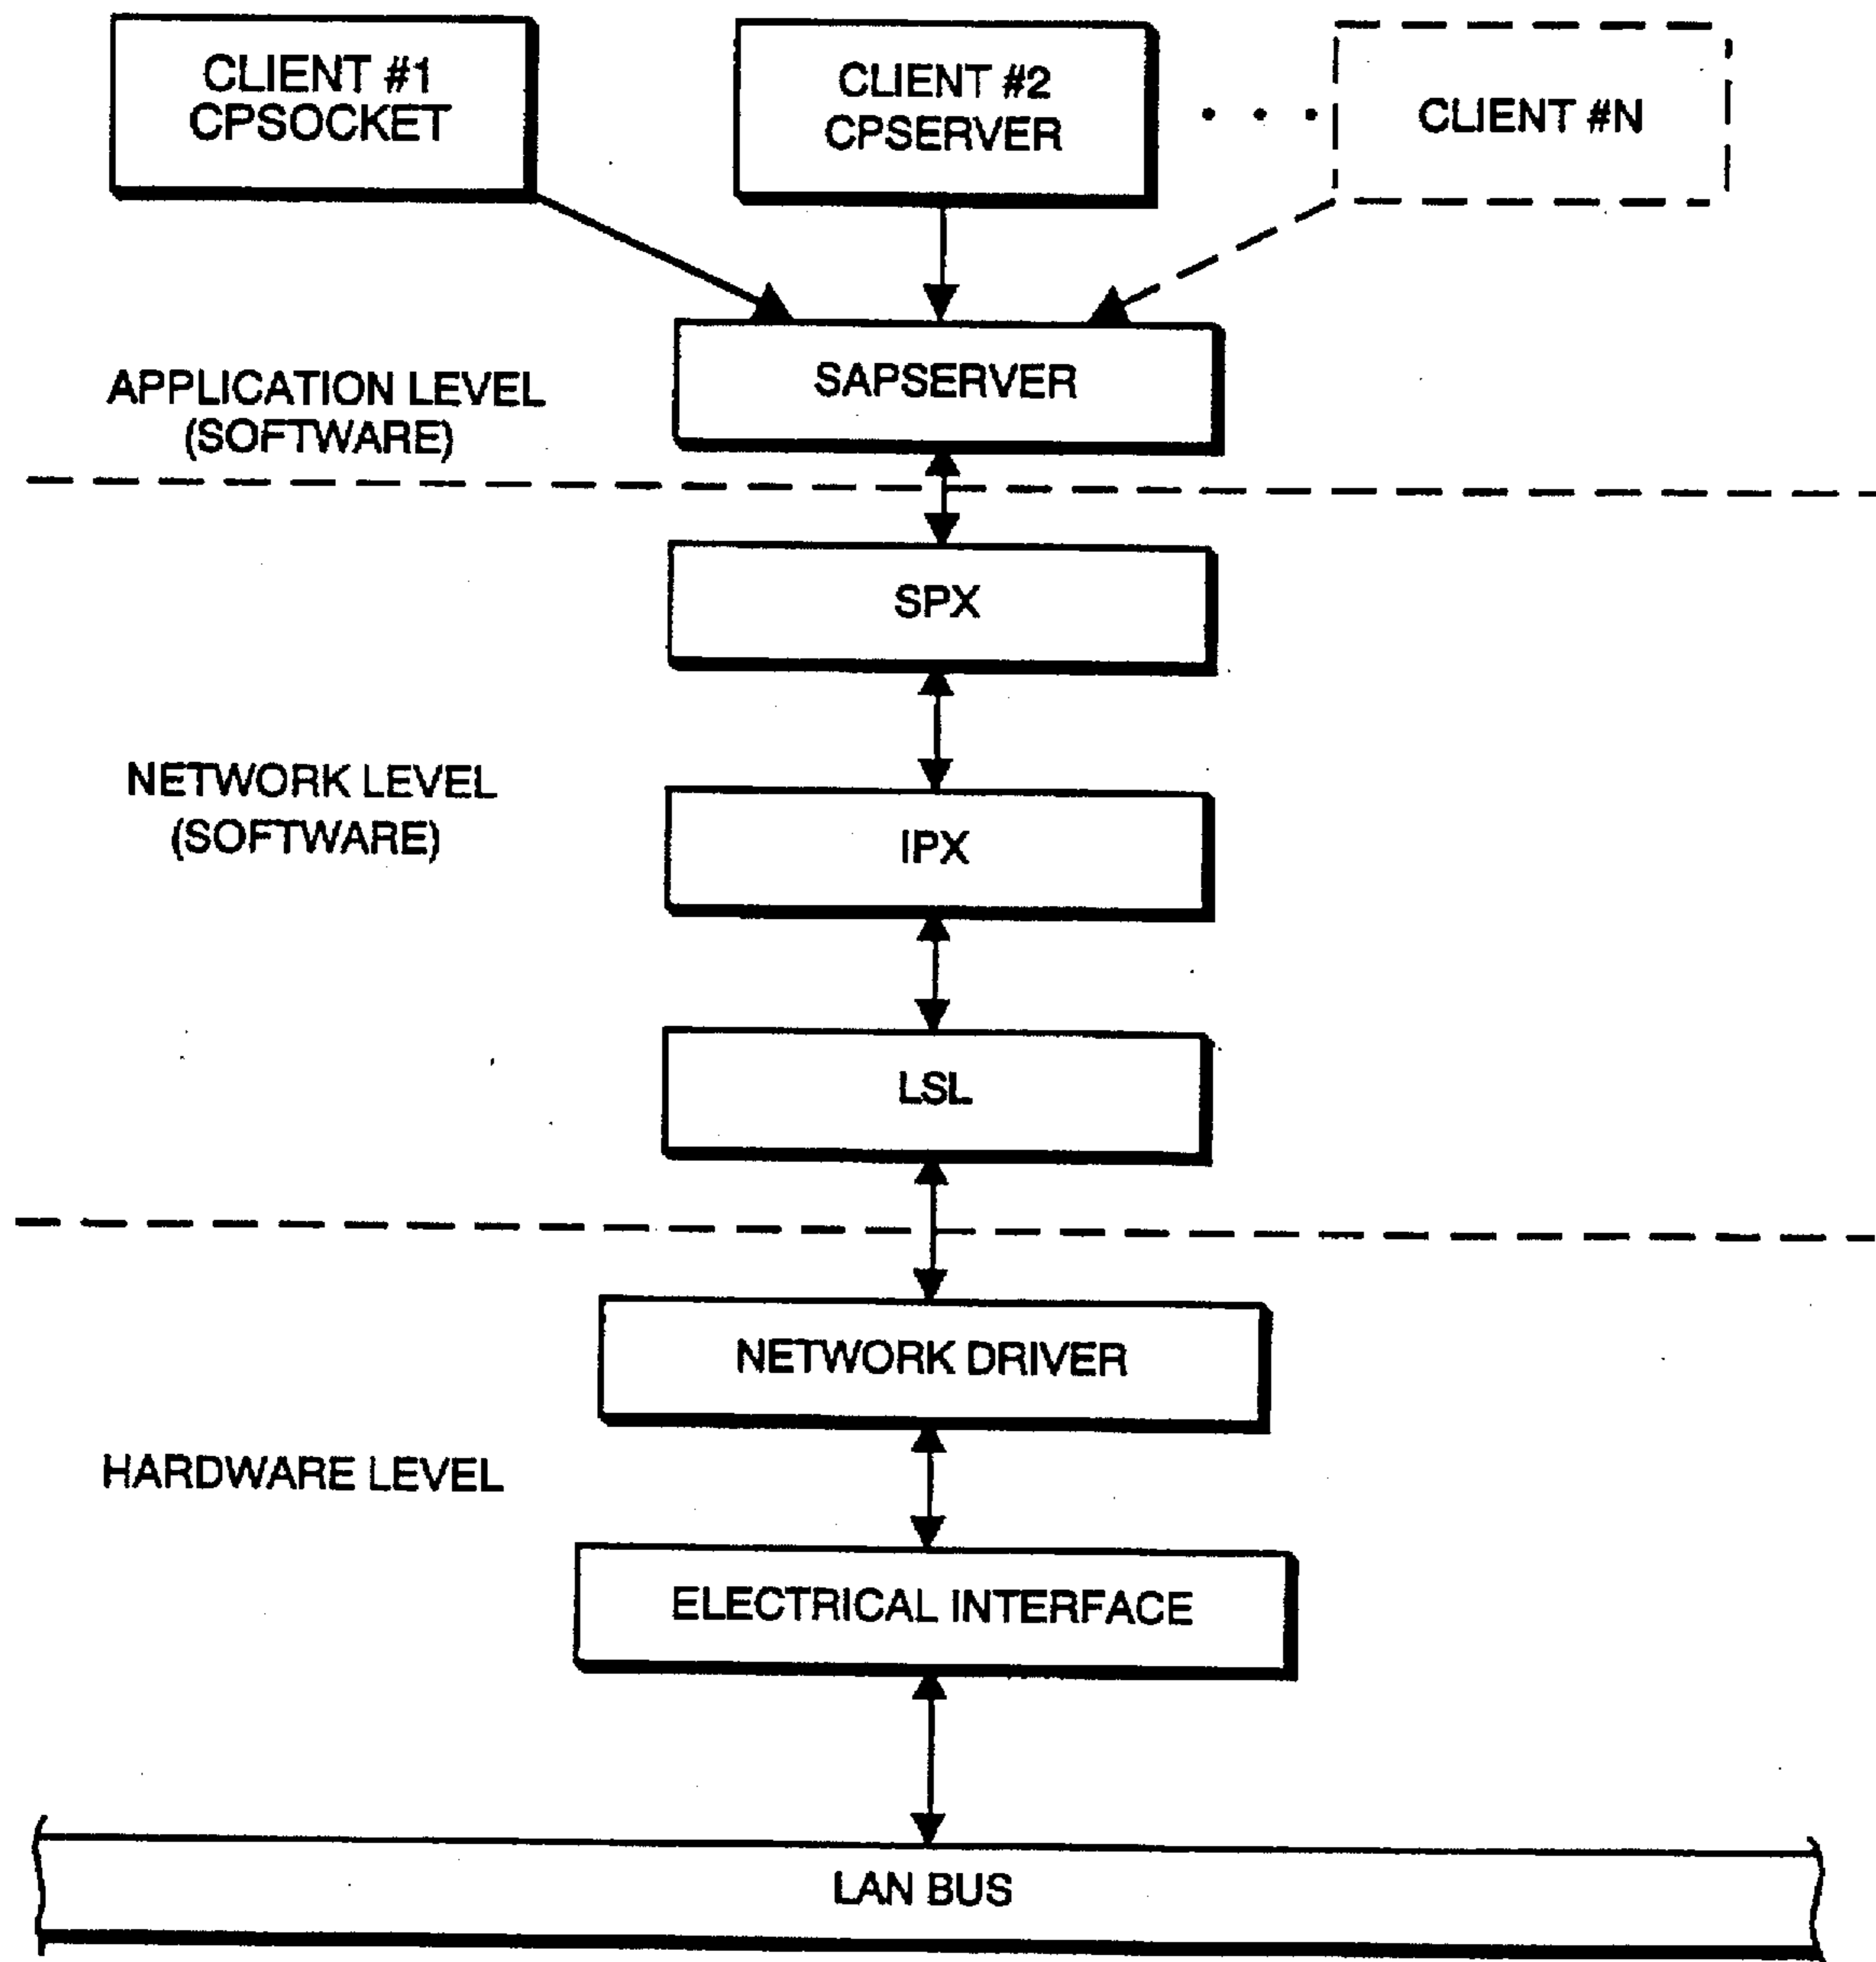 CLIENT #1
CPSOCKET
CLIENT #2
CPSERVER
CLIENT #N
SAPSERVER
APPLICATION LEVEL
(SOFTWARE)
SPX
NETWORK LEVEL
(SOFTWARE)
IPX
LSL
NETWORK DRIVER
HARDWARE LEVEL
ELECTRICAL INTERFACE
LAN BUS